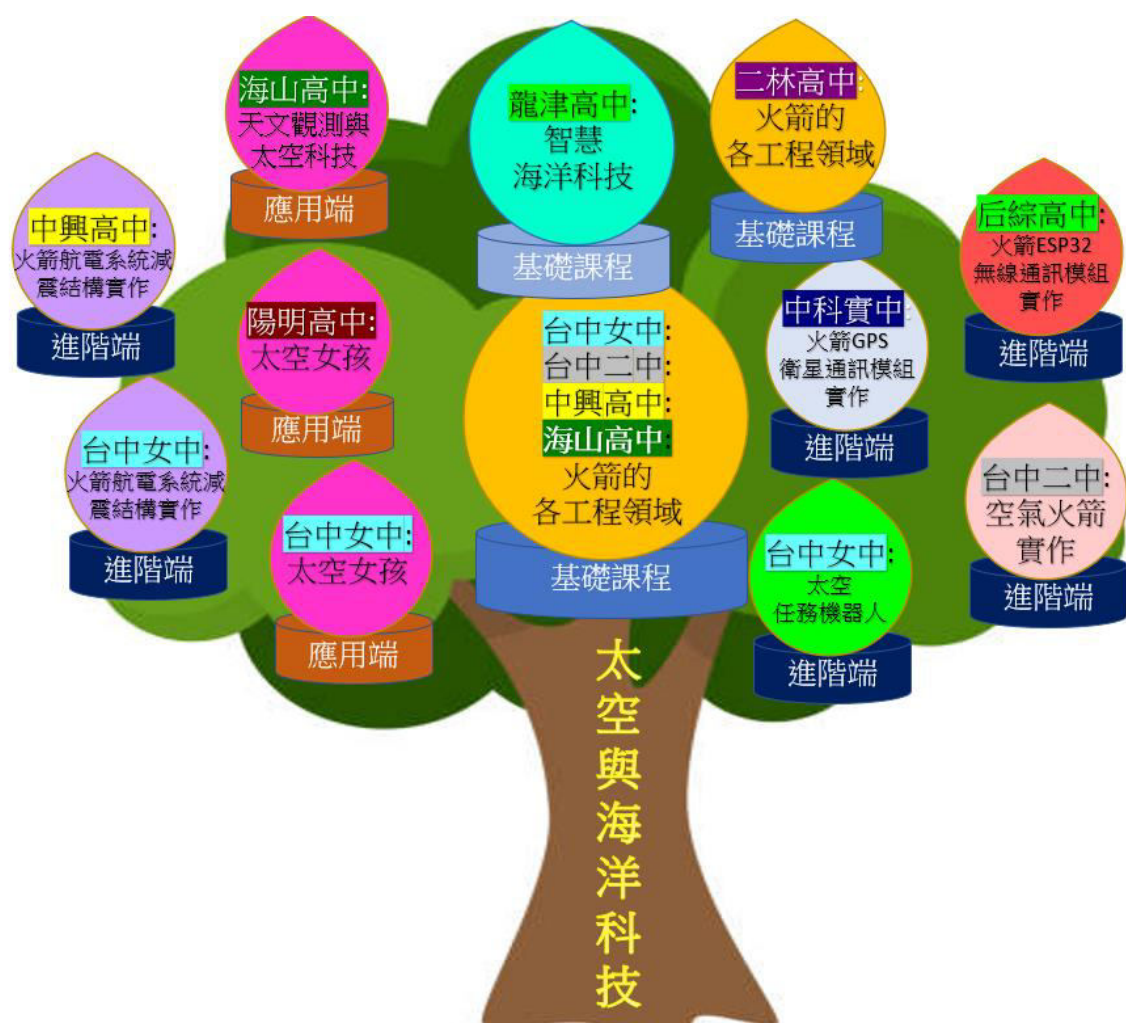 海山高中:
天文觀測與
太空科技
應用端
龍津高中:
智慧
海洋科技
基礎課程
二林高中:
火箭的
各工程領域
基礎課程
中興高中:
火箭航電系統減
震結構實作
進階端
陽明高中:
太空女孩
應用端
台中女中:
台中二中:
中興高中:
海山高中:
火箭的
各工程領域
基礎課程
中科實中:
火箭GPS
衛星通訊模組
實作
進階端
后綜高中:
火箭ESP32
無線通訊模組
實作
進階端
台中女中:
火箭航電系統減
震結構實作
進階端
台中女中:
太空女孩
應用端
台中女中:
太空
任務機器人
進階端
台中二中:
空氣火箭
實作
進階端
太空與海洋科技